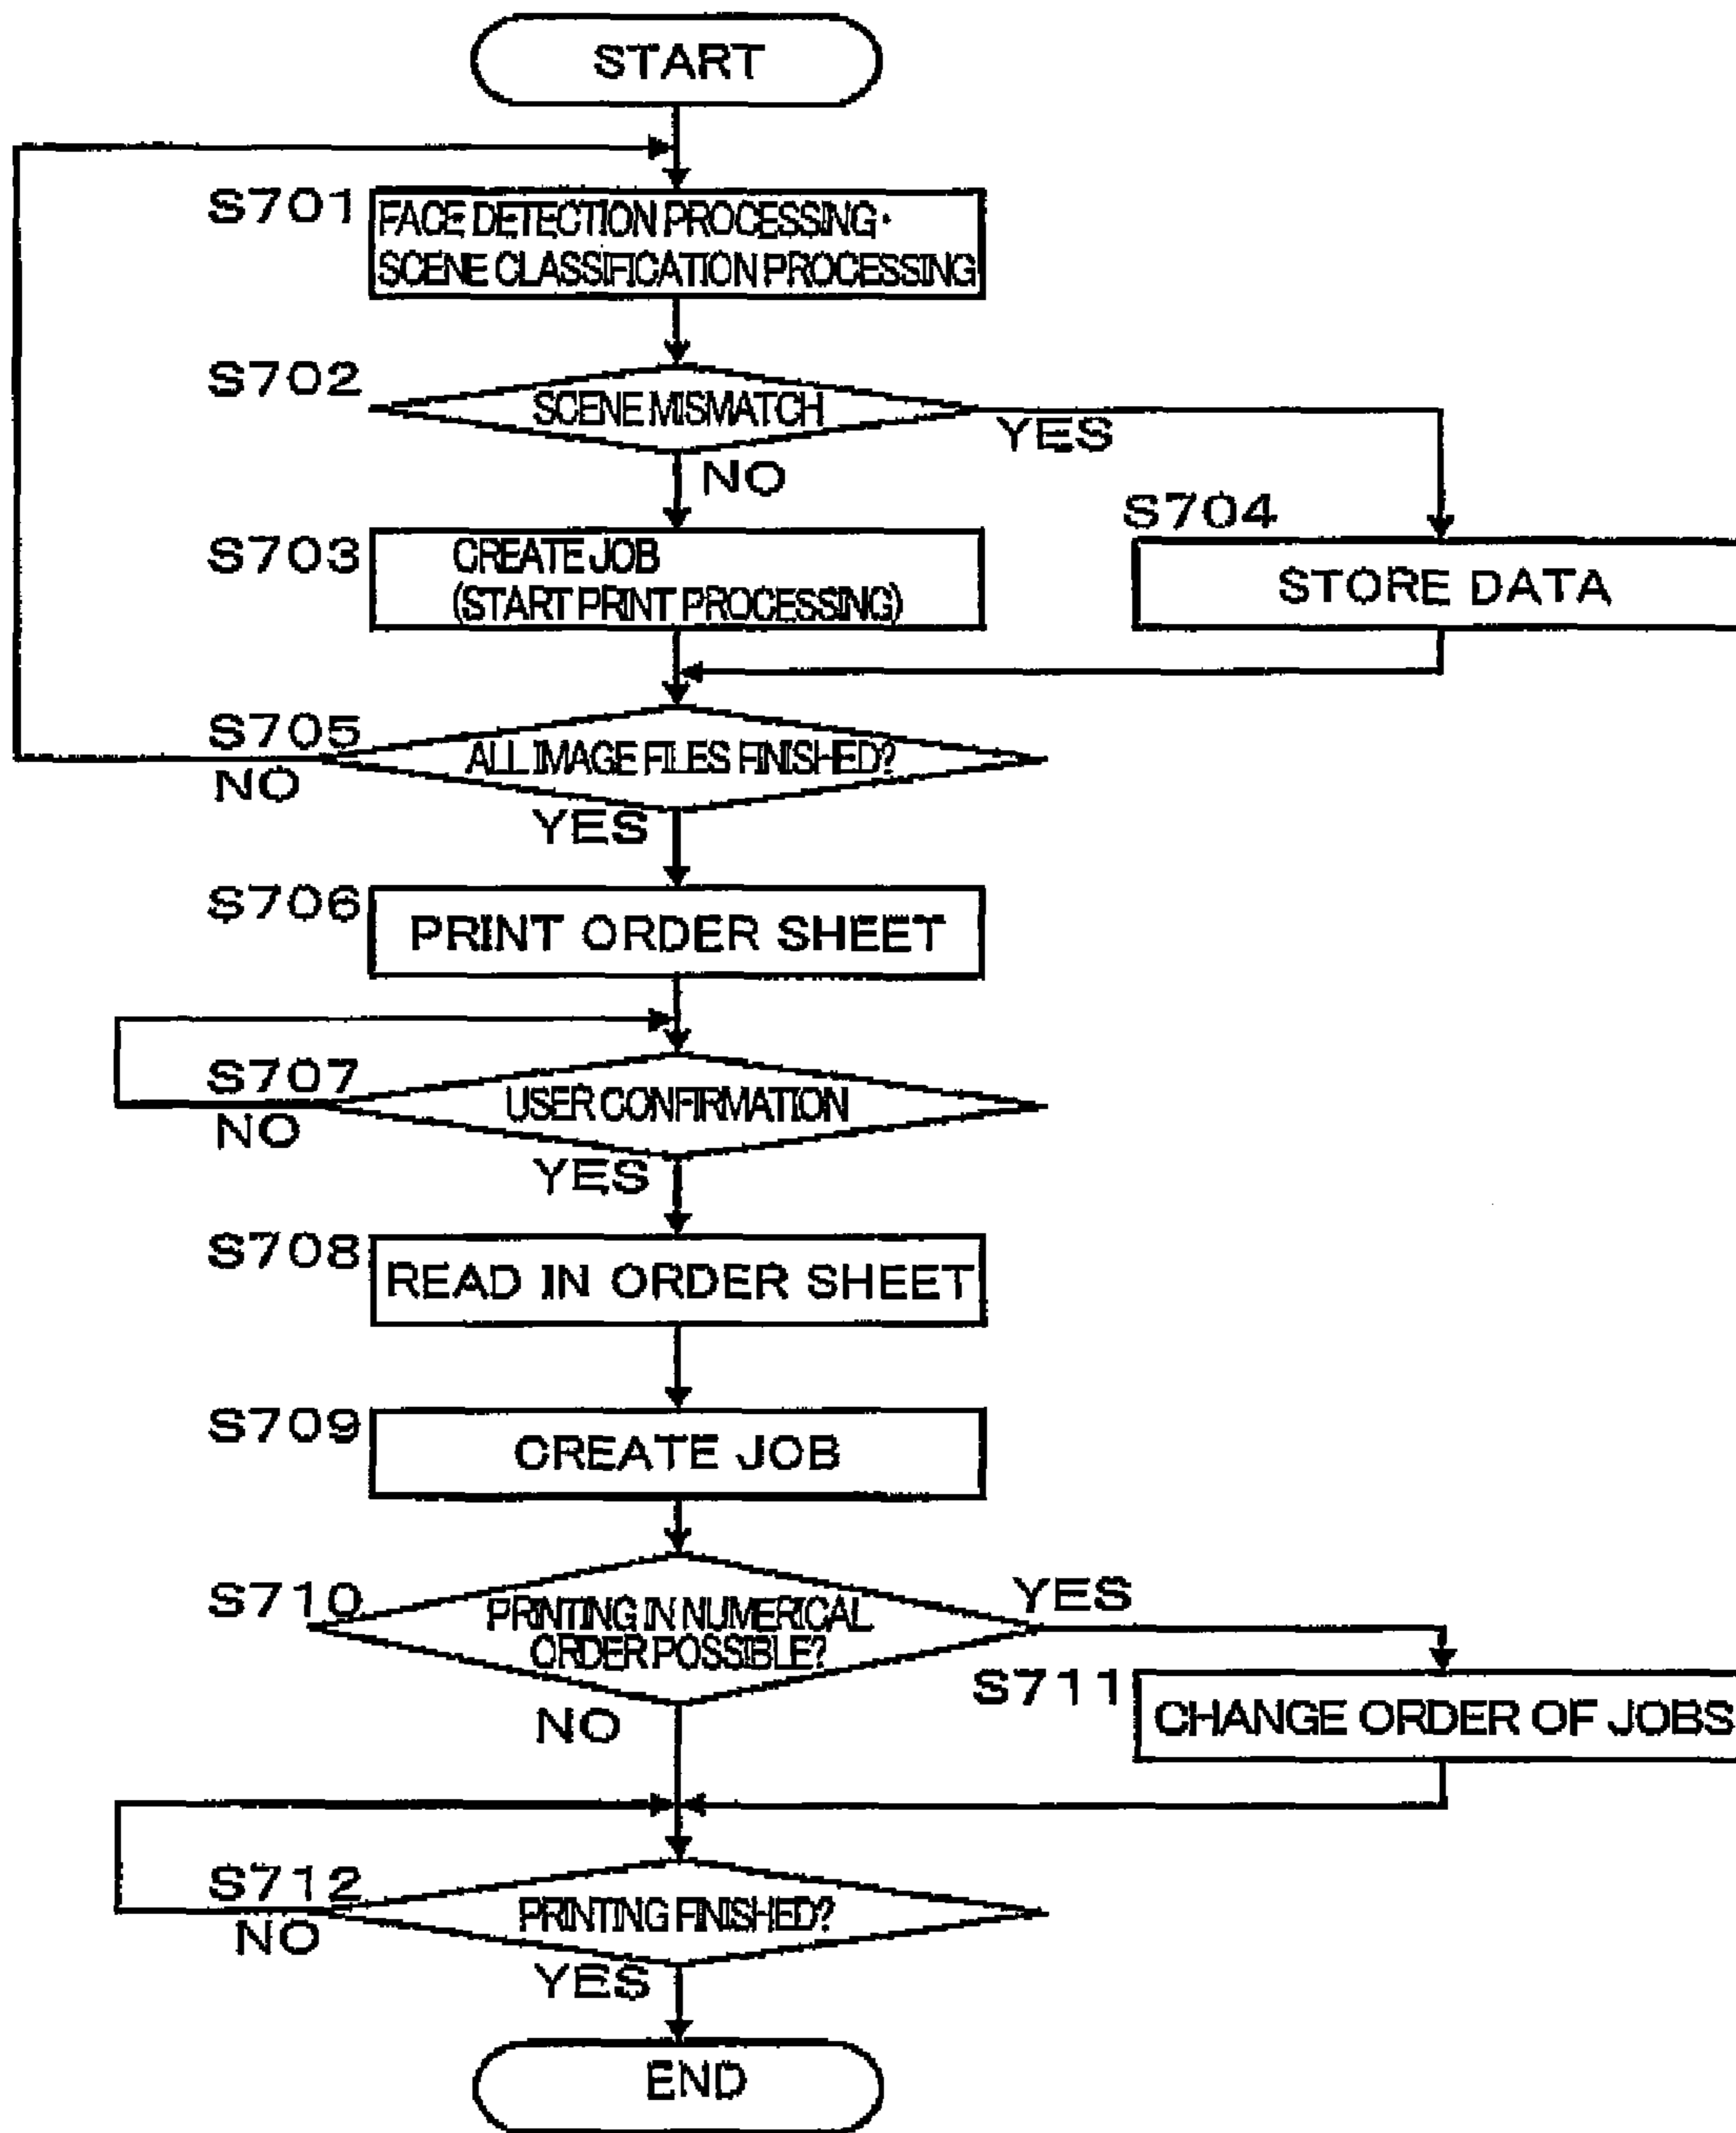 START
S701
FACE DETECTION PROCESSING·
SCENE CLASSIFICATION PROCESSING
S702
SCENE MISMATCH
YES
NO
S703
CREATE JOB
(START PRINT PROCESSING)
S704
STORE DATA
S705
ALL IMAGE FILES FINISHED?
NO
YES
S706
PRINT ORDER SHEET
S707
USER CONFIRMATION
NO
YES
S708
READ IN ORDER SHEET
S709
CREATE JOB
S710
PRINTING IN NUMERICAL
ORDER POSSIBLE?
YES
NO
S711
CHANGE ORDER OF JOBS
S712
PRINTING FINISHED?
NO
YES
END